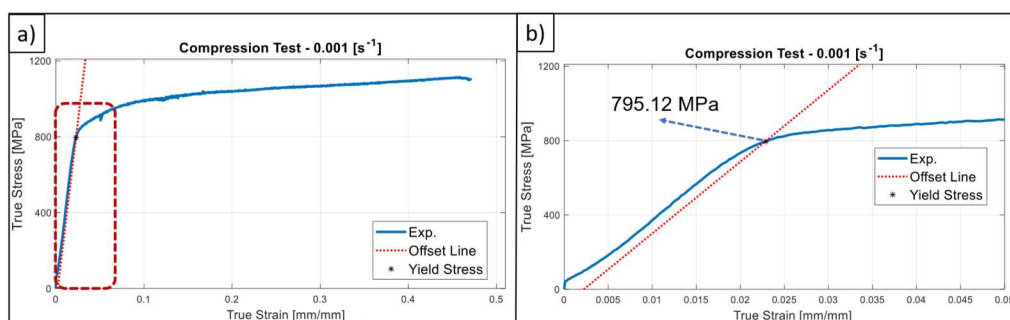 a)
Compression Test - 0.001 [s⁻¹]
1200
800
400
0
True Stress [MPa]
0 0.1 0.2 0.3 0.4 0.5
True Strain [mm/mm]
Exp.
Offset Line
Yield Stress
b)
Compression Test - 0.001 [s⁻¹]
1200
800
400
0
True Stress [MPa]
795.12 MPa
0 0.005 0.01 0.015 0.02 0.025 0.03 0.035 0.04 0.045 0.05
True Strain [mm/mm]
Exp.
Offset Line
Yield Stress